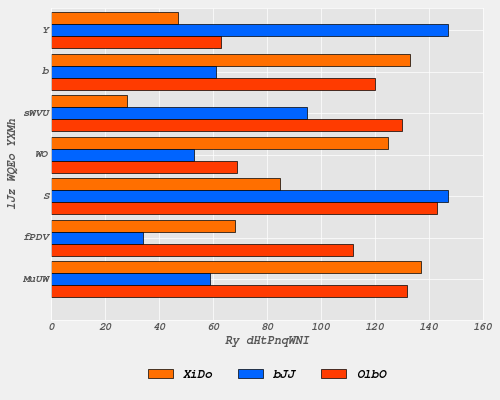 Y
b
sWVU
WO
S
fPDV
MuUW
lJz WQEo YXMh
0 20 40 60 80 100 120 140 160
Ry dHtPnqWNI
XiDo bJJ OlbO